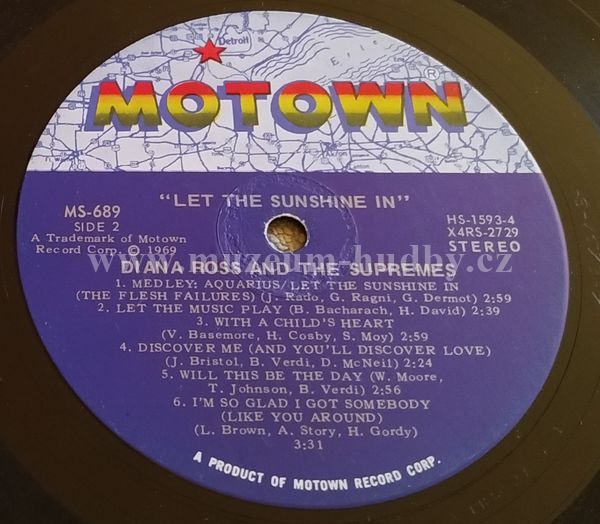 Detroit
Erie
MOTOWN®
Akron
"LET THE SUNSHINE IN"
MS-689
SIDE 2
A Trademark of Motown
Record Corp. © 1969
HS-1593-4
X4RS-2729
STEREO
www.muzeum-hudby.cz
DIANA ROSS AND THE SUPREMES
1. MEDLEY: AQUARIUS/LET THE SUNSHINE IN
(THE FLESH FAILURES) (J. Rado, G. Ragni, G. Dermot) 2:59
2. LET THE MUSIC PLAY (B. Bacharach, H. David) 2:39
3. WITH A CHILD'S HEART
(V. Basemore, H. Cosby, S. Moy) 2:59
4. DISCOVER ME (AND YOU'LL DISCOVER LOVE)
(J. Bristol, B. Verdi, D. McNeil) 2:24
5. WILL THIS BE THE DAY (W. Moore,
T. Johnson, B. Verdi) 2:56
6. I'M SO GLAD I GOT SOMEBODY
(LIKE YOU AROUND)
(L. Brown, A. Story, H. Gordy)
3:31
A PRODUCT OF MOTOWN RECORD CORP.